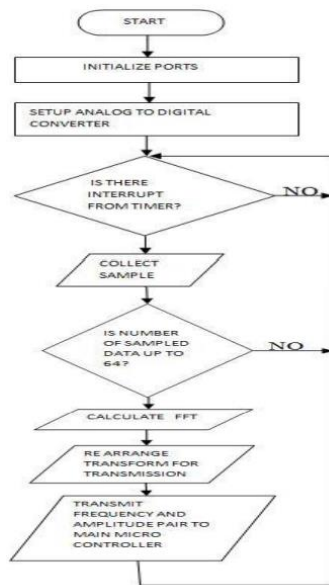 START
INITIALIZE PORTS
SETUP ANALOG TO DIGITAL
CONVERTER
IS THERE
INTERRUPT
FROM TIMER?
NO
COLLECT
SAMPLE
IS NUMBER
OF SAMPLED
DATA UP TO
64?
NO
CALCULATE FFT
RE ARRANGE
TRANSFORM FOR
TRANSMISSION
TRANSMIT
FREQUENCY AND
AMPLITUDE PAIR TO
MAIN MICRO
CONTROLLER